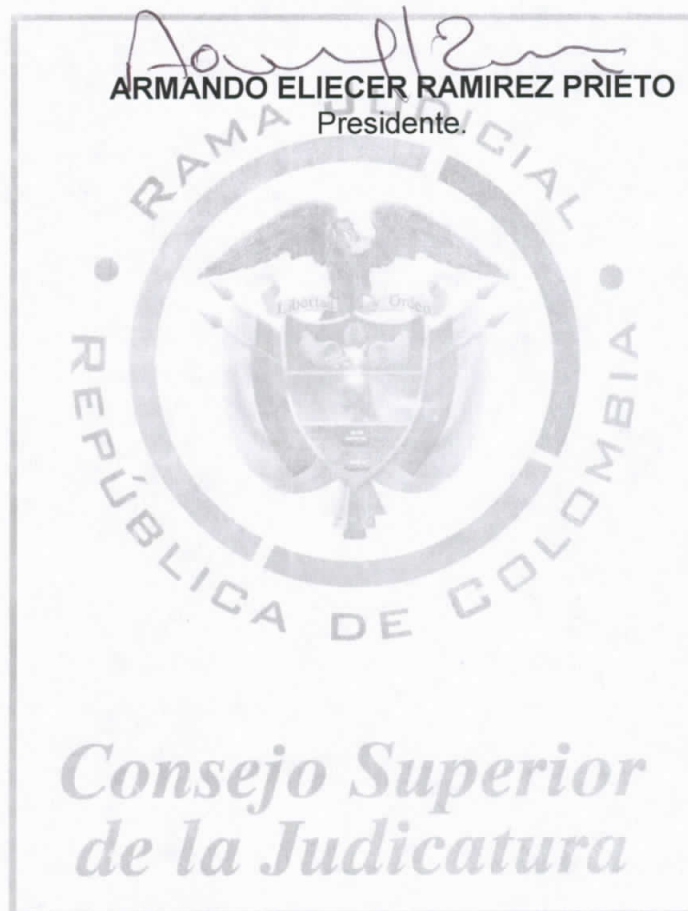 ARMANDO ELIECER RAMIREZ PRIETO
Presidente.
RAMA JUDICIAL
Libertad y Orden
REPÚBLICA DE COLOMBIA
Consejo Superior
de la Judicatura